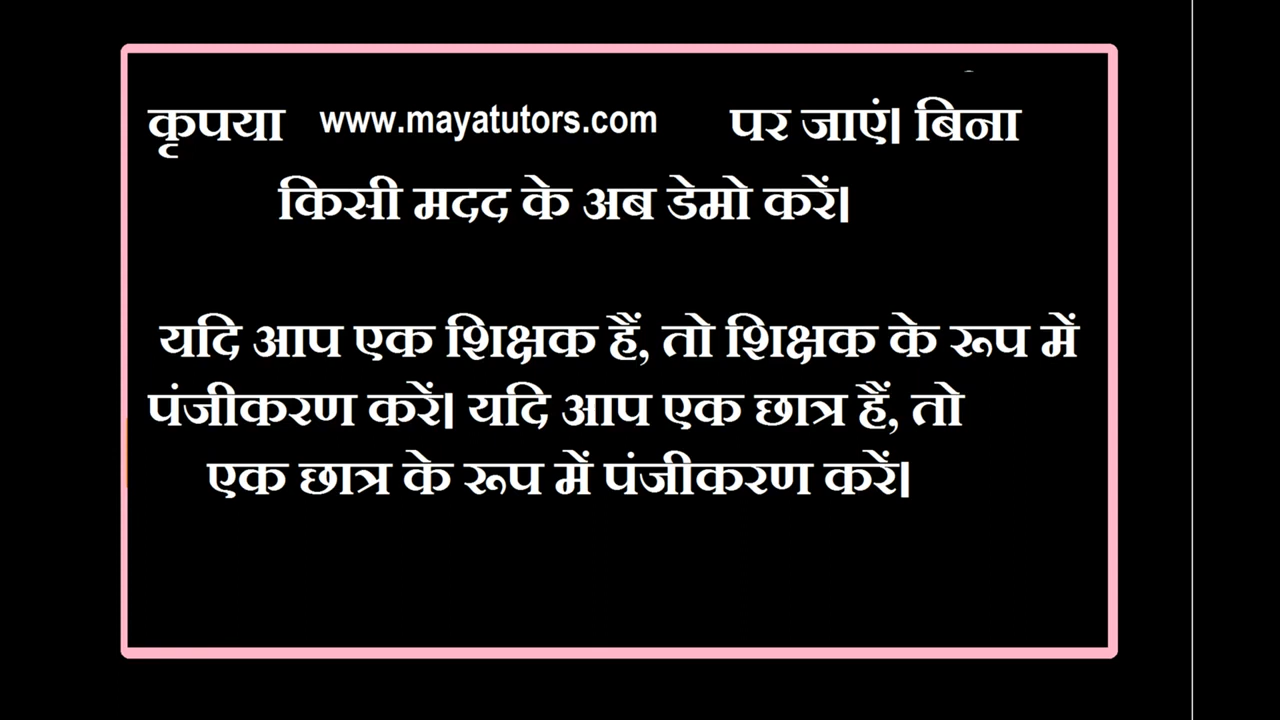 कृपया www.mayatutors.com पर जाएं। बिना
किसी मदद के अब डेमो करें।
यदि आप एक शिक्षक हैं, तो शिक्षक के रूप में
पंजीकरण करें। यदि आप एक छात्र हैं, तो
एक छात्र के रूप में पंजीकरण करें।